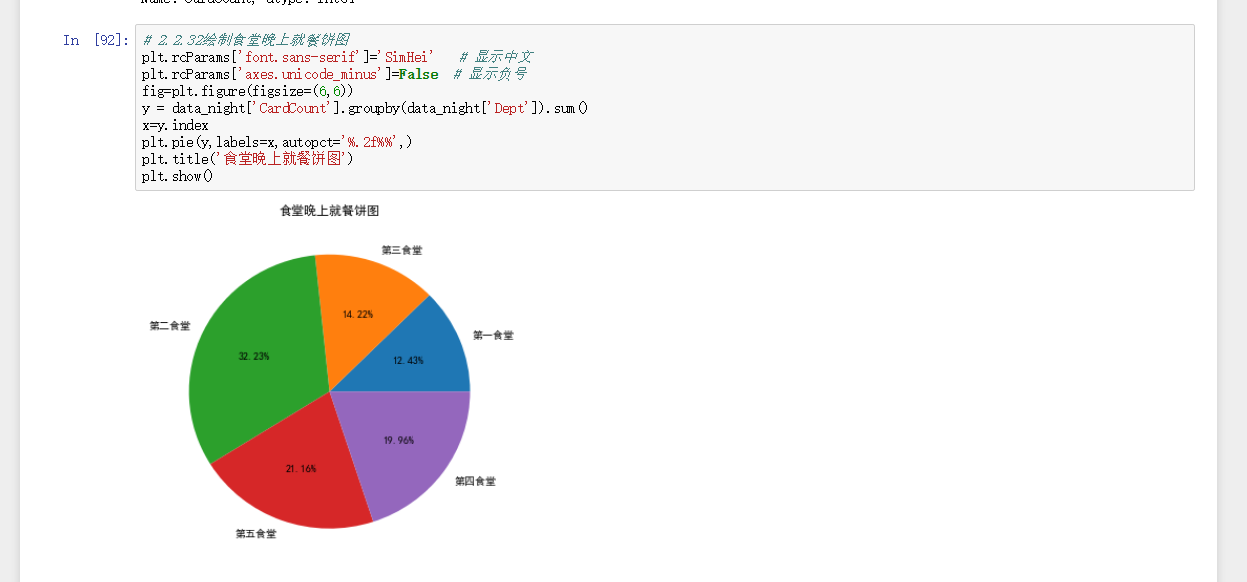 Name: CardCount, dtype: int64
In [92]:
# 2.2.32绘制食堂晚上就餐饼图
plt.rcParams['font.sans-serif']='SimHei'   # 显示中文
plt.rcParams['axes.unicode_minus']=False  # 显示负号
fig=plt.figure(figsize=(6,6))
y = data_night['CardCount'].groupby(data_night['Dept']).sum()
x=y.index
plt.pie(y,labels=x,autopct='%.2f%%',)
plt.title('食堂晚上就餐饼图')
plt.show()
食堂晚上就餐饼图
第三食堂
14.22%
第二食堂
第一食堂
32.23%
12.43%
19.96%
21.16%
第四食堂
第五食堂